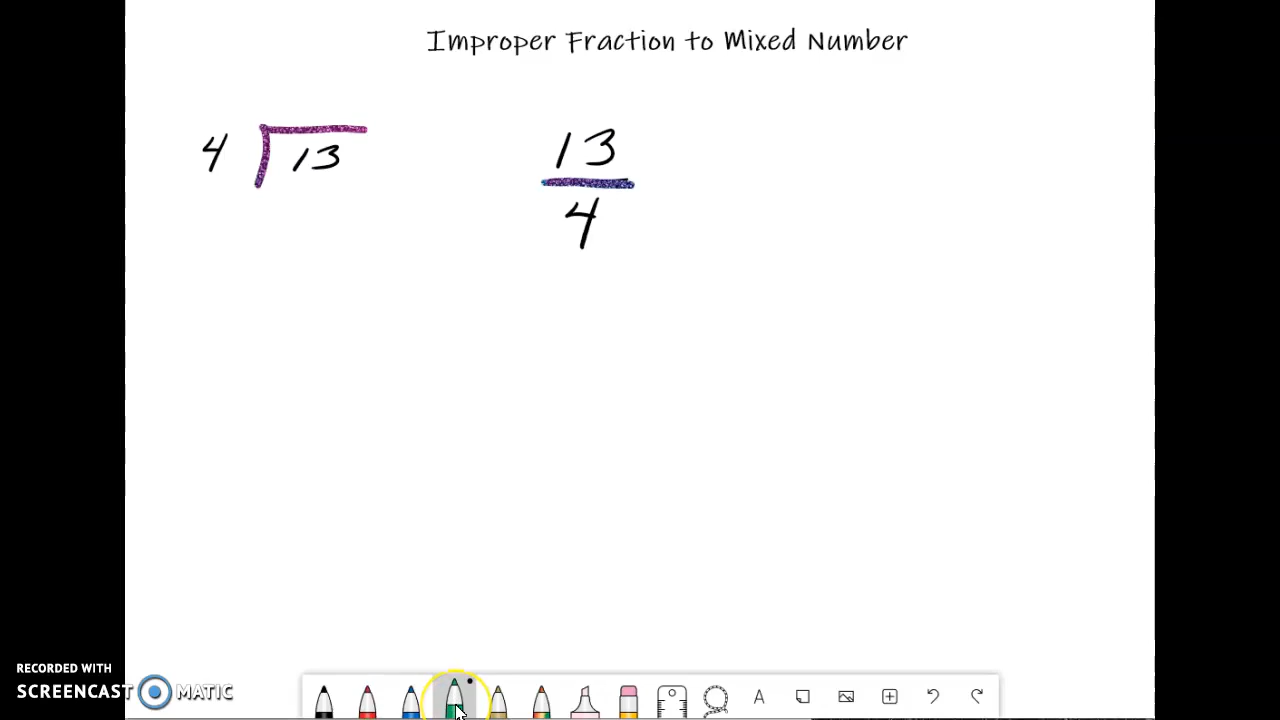 Improper Fraction to Mixed Number
4 13
13
4
RECORDED WITH
SCREENCAST MATIC
A